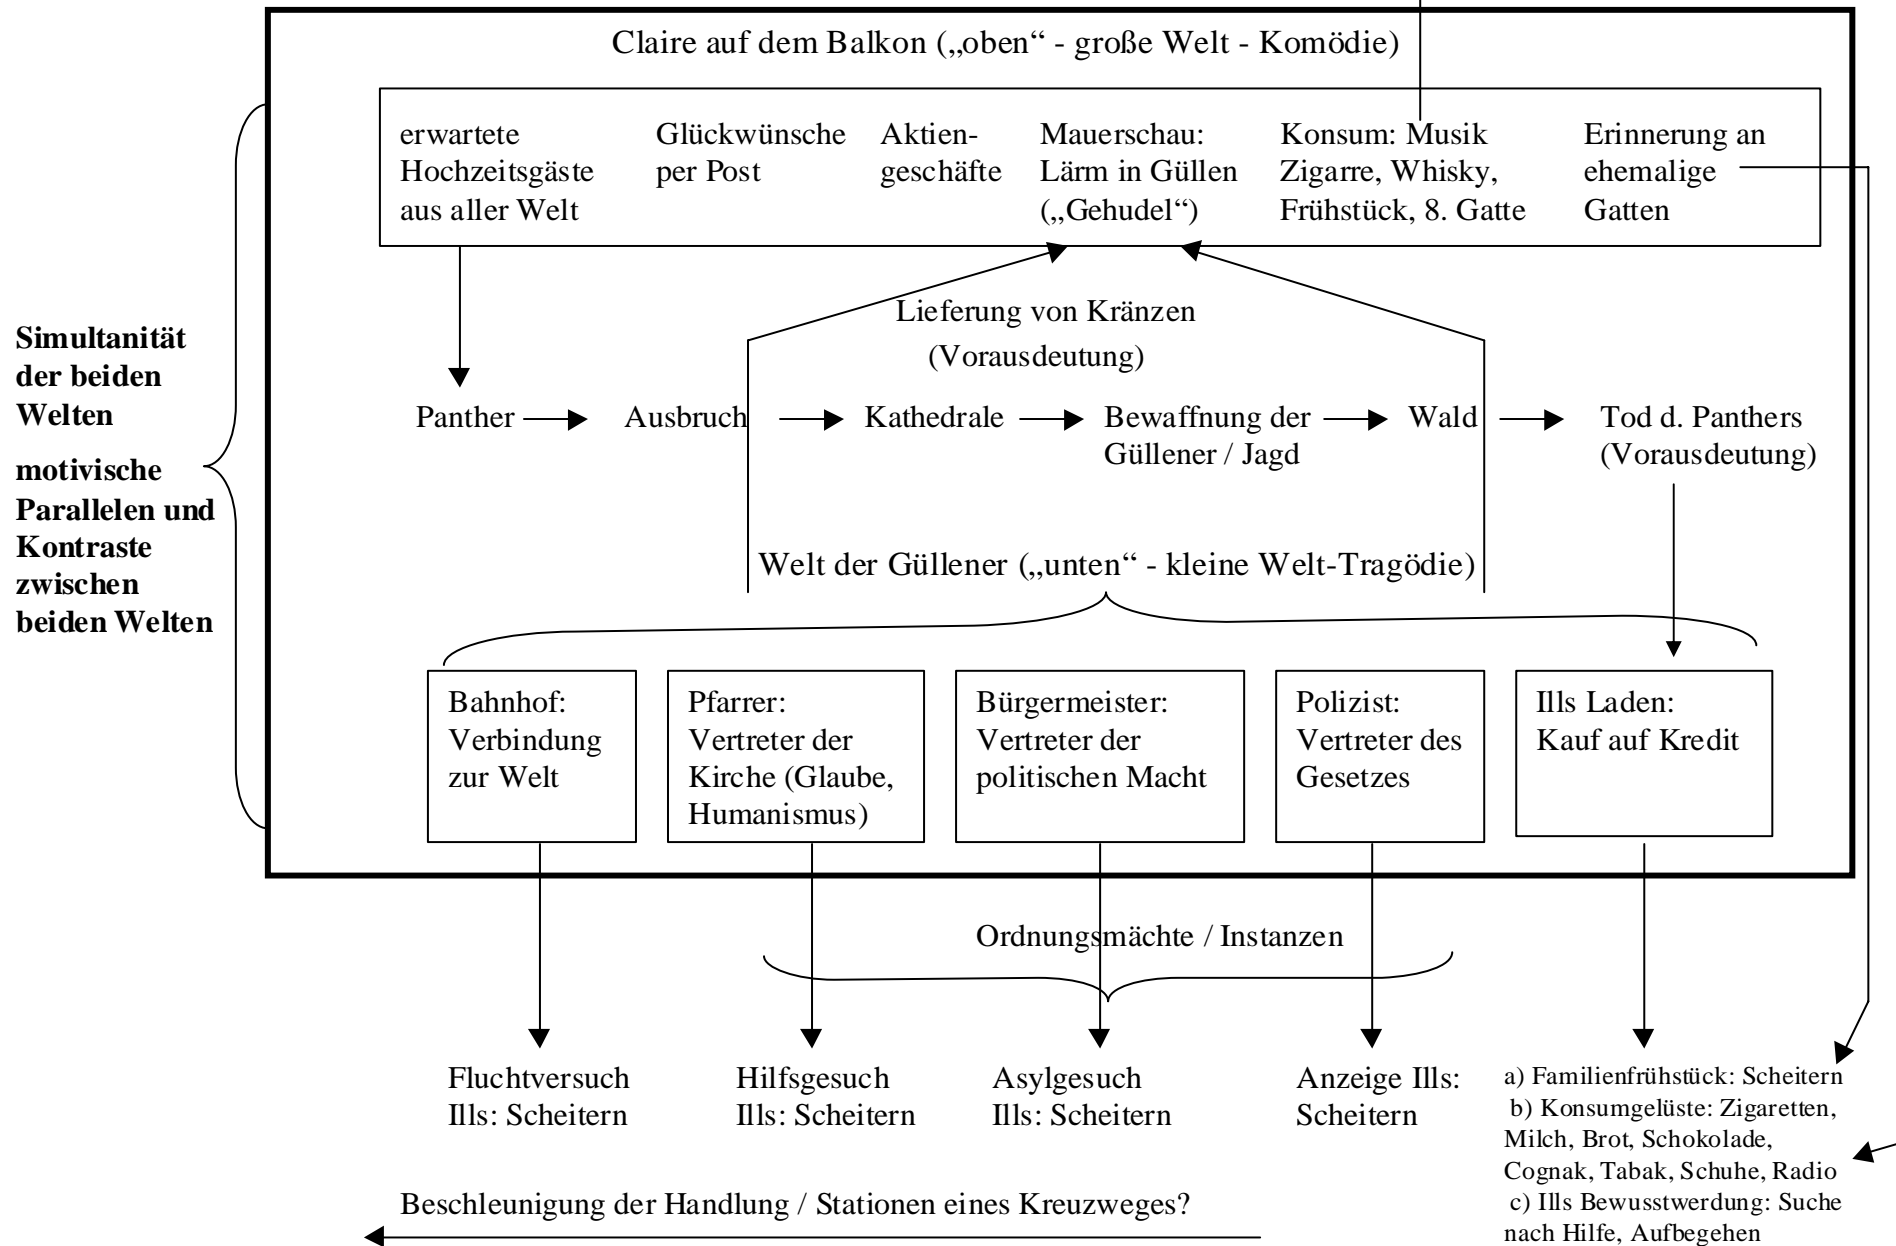 Claire auf dem Balkon („oben“ - große Welt - Komödie)
erwartete
Hochzeitsgäste
aus aller Welt
Glückwünsche
per Post
Aktien-
geschäfte
Mauerschau:
Lärm in Güllen
(„Gehudel“)
Konsum: Musik
Zigarre, Whisky,
Frühstück, 8. Gatte
Erinnerung an
ehemalige
Gatten
Simultanität
der beiden
Welten
motivische
Parallelen und
Kontraste
zwischen
beiden Welten
Lieferung von Kränzen
(Vorausdeutung)
Panther
Ausbruch
Kathedrale
Bewaffnung der
Güllener / Jagd
Wald
Tod d. Panthers
(Vorausdeutung)
Welt der Güllener („unten“ - kleine Welt-Tragödie)
Bahnhof:
Verbindung
zur Welt
Pfarrer:
Vertreter der
Kirche (Glaube,
Humanismus)
Bürgermeister:
Vertreter der
politischen Macht
Polizist:
Vertreter des
Gesetzes
Ills Laden:
Kauf auf Kredit
Ordnungsmächte / Instanzen
Fluchtversuch
Ills: Scheitern
Hilfsgesuch
Ills: Scheitern
Asylgesuch
Ills: Scheitern
Anzeige Ills:
Scheitern
a) Familienfrühstück: Scheitern
b) Konsumgelüste: Zigaretten,
Milch, Brot, Schokolade,
Cognak, Tabak, Schuhe, Radio
c) Ills Bewusstwerdung: Suche
nach Hilfe, Aufbegehen
Beschleunigung der Handlung / Stationen eines Kreuzweges?